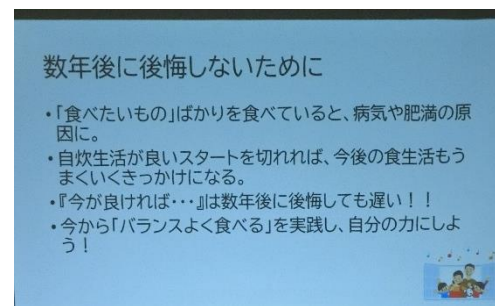 数年後に後悔しないために
・「食べたいもの」ばかりを食べていると、病気や肥満の原
因に。
・自炊生活が良いスタートを切れれば、今後の食生活もう
まくいくきっかけになる。
・『今が良ければ・・・』は数年後に後悔しても遅い！！
・今から「バランスよく食べる」を実践し、自分の力にしよ
う！